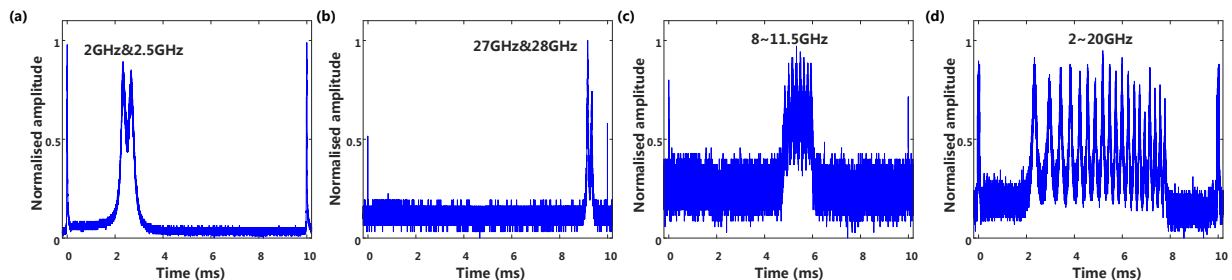 (a)
2GHz&2.5GHz
Normalised amplitude
1
0.5
0
0 2 4 6 8 10
Time (ms)
(b)
27GHz&28GHz
Normalised amplitude
1
0.5
0
0 2 4 6 8 10
Time (ms)
(c)
8~11.5GHz
Normalised amplitude
1
0.5
0
0 2 4 6 8 10
Time (ms)
(d)
2~20GHz
Normalised amplitude
1
0.5
0
0 2 4 6 8 10
Time (ms)